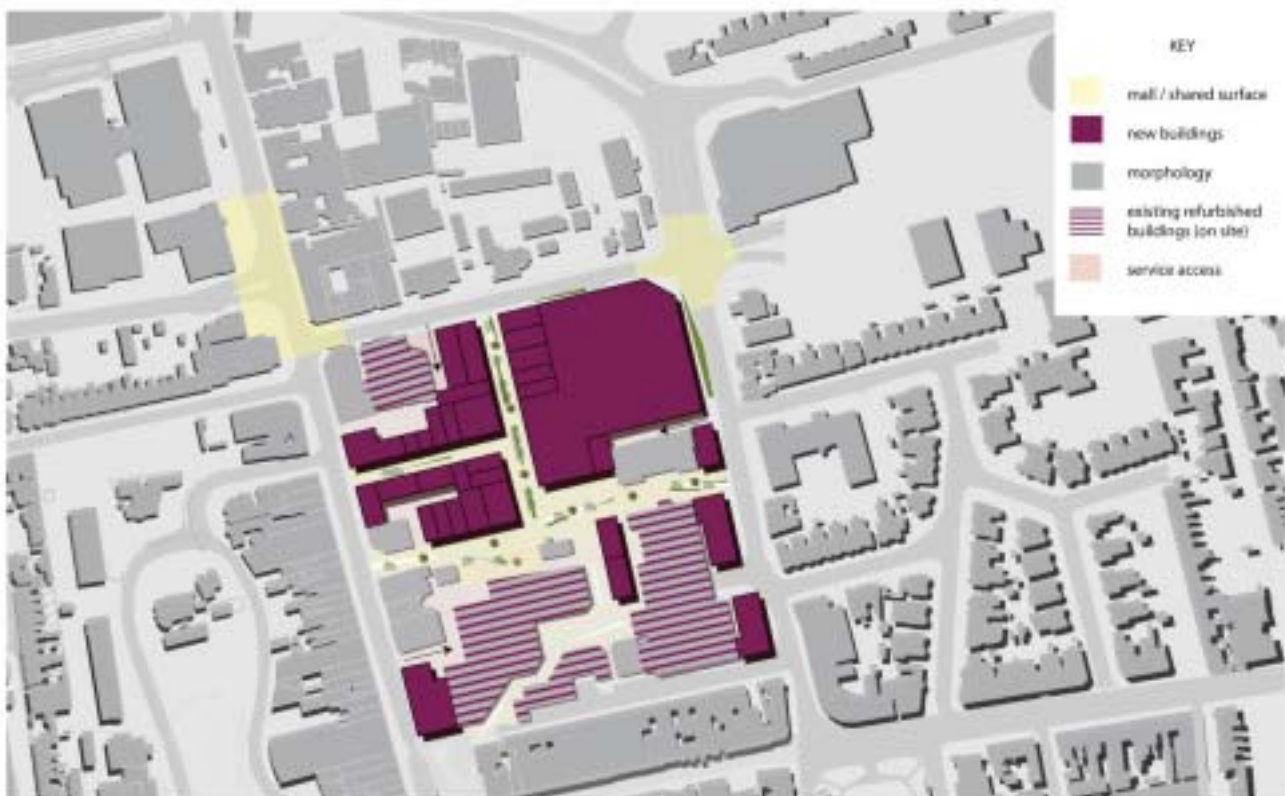 KEY
mall / shared surface
new buildings
morphology
existing refurbished
buildings (on site)
service access